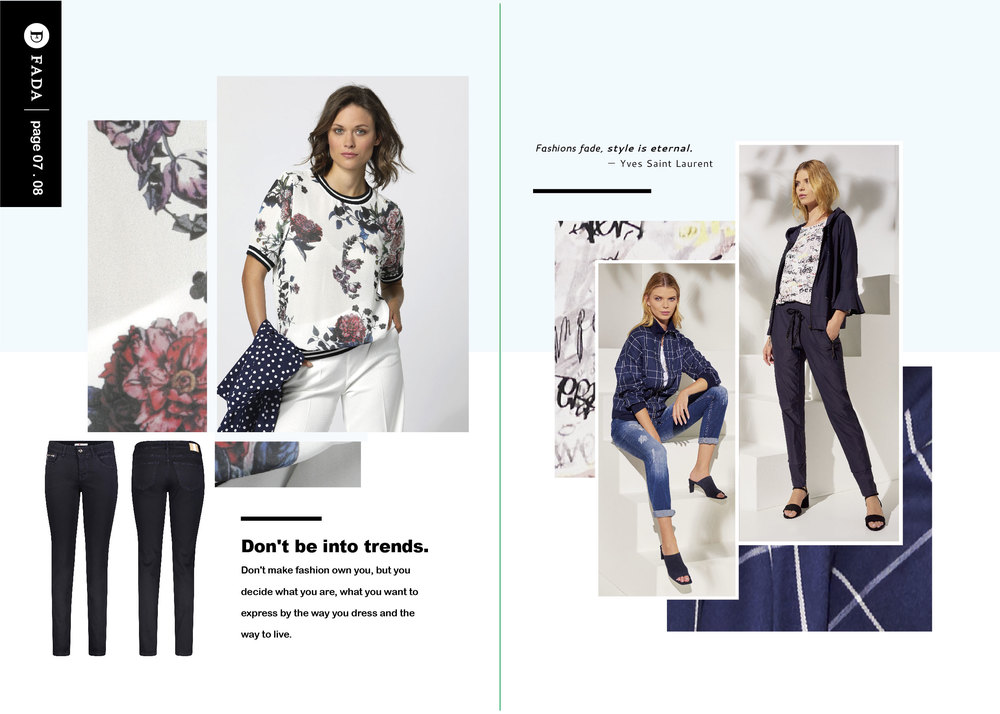 FADA
page 07 . 08
Don't be into trends.
Don't make fashion own you, but you
decide what you are, what you want to
express by the way you dress and the
way to live.
Fashions fade, style is eternal.
— Yves Saint Laurent